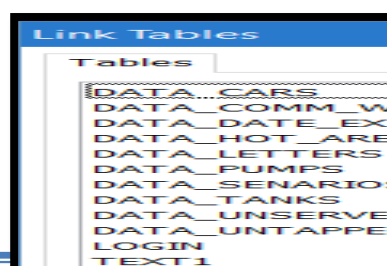 Link Tables
Tables
DATA_CARS
DATA_COMM_W
DATA_DATE_EX
DATA_HOT_ARE
DATA_LETTERS
DATA_PUMPS
DATA_SENARIOS
DATA_TANKS
DATA_UNSERVE
DATA_UNTAPPE
LOGIN
TEXT1